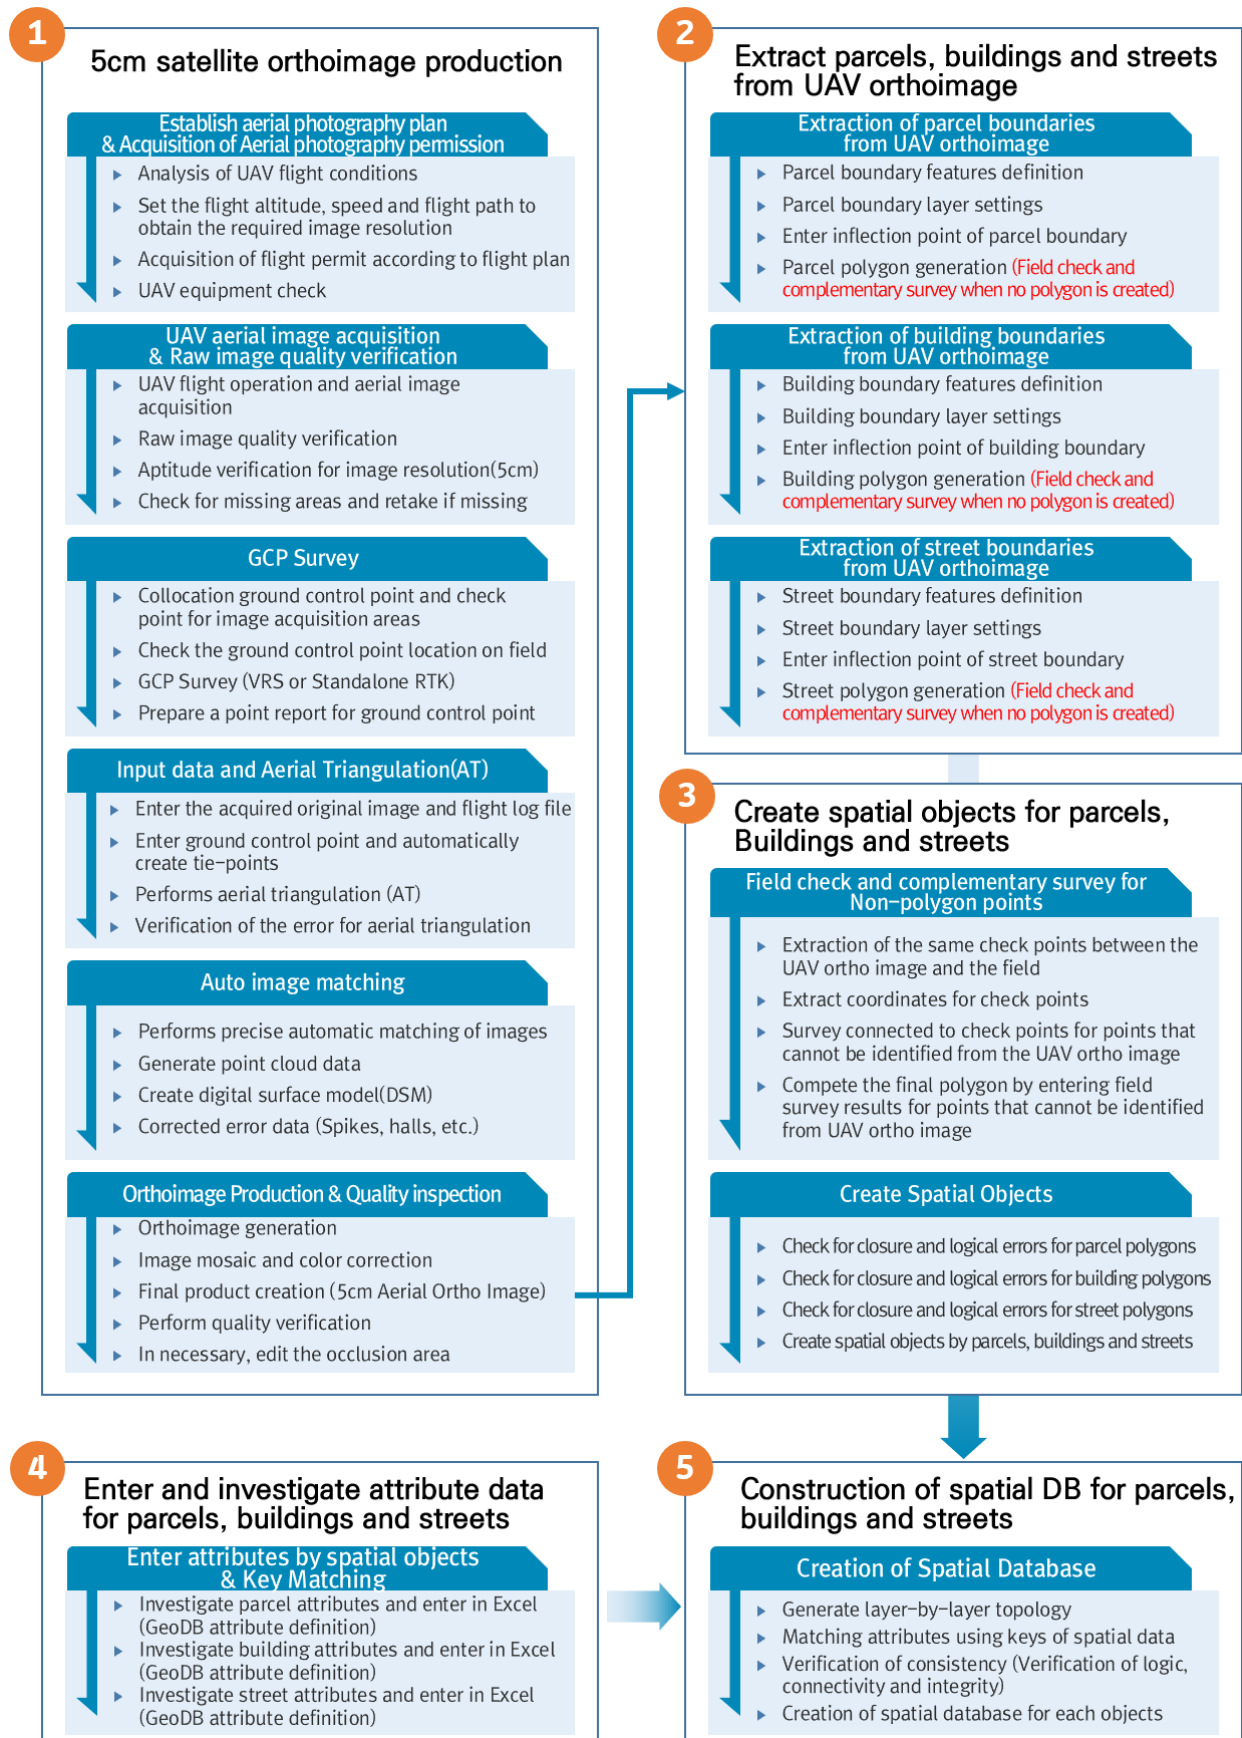 1
5cm satellite orthoimage production
Establish aerial photography plan
& Acquisition of Aerial photography permission
Analysis of UAV flight conditions
Set the flight altitude, speed and flight path to
obtain the required image resolution
Acquisition of flight permit according to flight plan
UAV equipment check
UAV aerial image acquisition
& Raw image quality verification
UAV flight operation and aerial image
acquisition
Raw image quality verification
Aptitude verification for image resolution(5cm)
Check for missing areas and retake if missing
GCP Survey
Collocation ground control point and check
point for image acquisition areas
Check the ground control point location on field
GCP Survey (VRS or Standalone RTK)
Prepare a point report for ground control point
Input data and Aerial Triangulation(AT)
Enter the acquired original image and flight log file
Enter ground control point and automatically
create tie-points
Performs aerial triangulation (AT)
Verification of the error for aerial triangulation
Auto image matching
Performs precise automatic matching of images
Generate point cloud data
Create digital surface model(DSM)
Corrected error data (Spikes, halls, etc.)
Orthoimage Production & Quality inspection
Orthoimage generation
Image mosaic and color correction
Final product creation (5cm Aerial Ortho Image)
Perform quality verification
In necessary, edit the occlusion area
2
Extract parcels, buildings and streets
from UAV orthoimage
Extraction of parcel boundaries
from UAV orthoimage
Parcel boundary features definition
Parcel boundary layer settings
Enter inflection point of parcel boundary
Parcel polygon generation (Field check and
complementary survey when no polygon is created)
Extraction of building boundaries
from UAV orthoimage
Building boundary features definition
Building boundary layer settings
Enter inflection point of building boundary
Building polygon generation (Field check and
complementary survey when no polygon is created)
Extraction of street boundaries
from UAV orthoimage
Street boundary features definition
Street boundary layer settings
Enter inflection point of street boundary
Street polygon generation (Field check and
complementary survey when no polygon is created)
3
Create spatial objects for parcels,
Buildings and streets
Field check and complementary survey for
Non-polygon points
Extraction of the same check points between the
UAV ortho image and the field
Extract coordinates for check points
Survey connected to check points for points that
cannot be identified from the UAV ortho image
Compete the final polygon by entering field
survey results for points that cannot be identified
from UAV ortho image
Create Spatial Objects
Check for closure and logical errors for parcel polygons
Check for closure and logical errors for building polygons
Check for closure and logical errors for street polygons
Create spatial objects by parcels, buildings and streets
4
Enter and investigate attribute data
for parcels, buildings and streets
Enter attributes by spatial objects
& Key Matching
Investigate parcel attributes and enter in Excel
(GeoDB attribute definition)
Investigate building attributes and enter in Excel
(GeoDB attribute definition)
Investigate street attributes and enter in Excel
(GeoDB attribute definition)
5
Construction of spatial DB for parcels,
buildings and streets
Creation of Spatial Database
Generate layer-by-layer topology
Matching attributes using keys of spatial data
Verification of consistency (Verification of logic,
connectivity and integrity)
Creation of spatial database for each objects